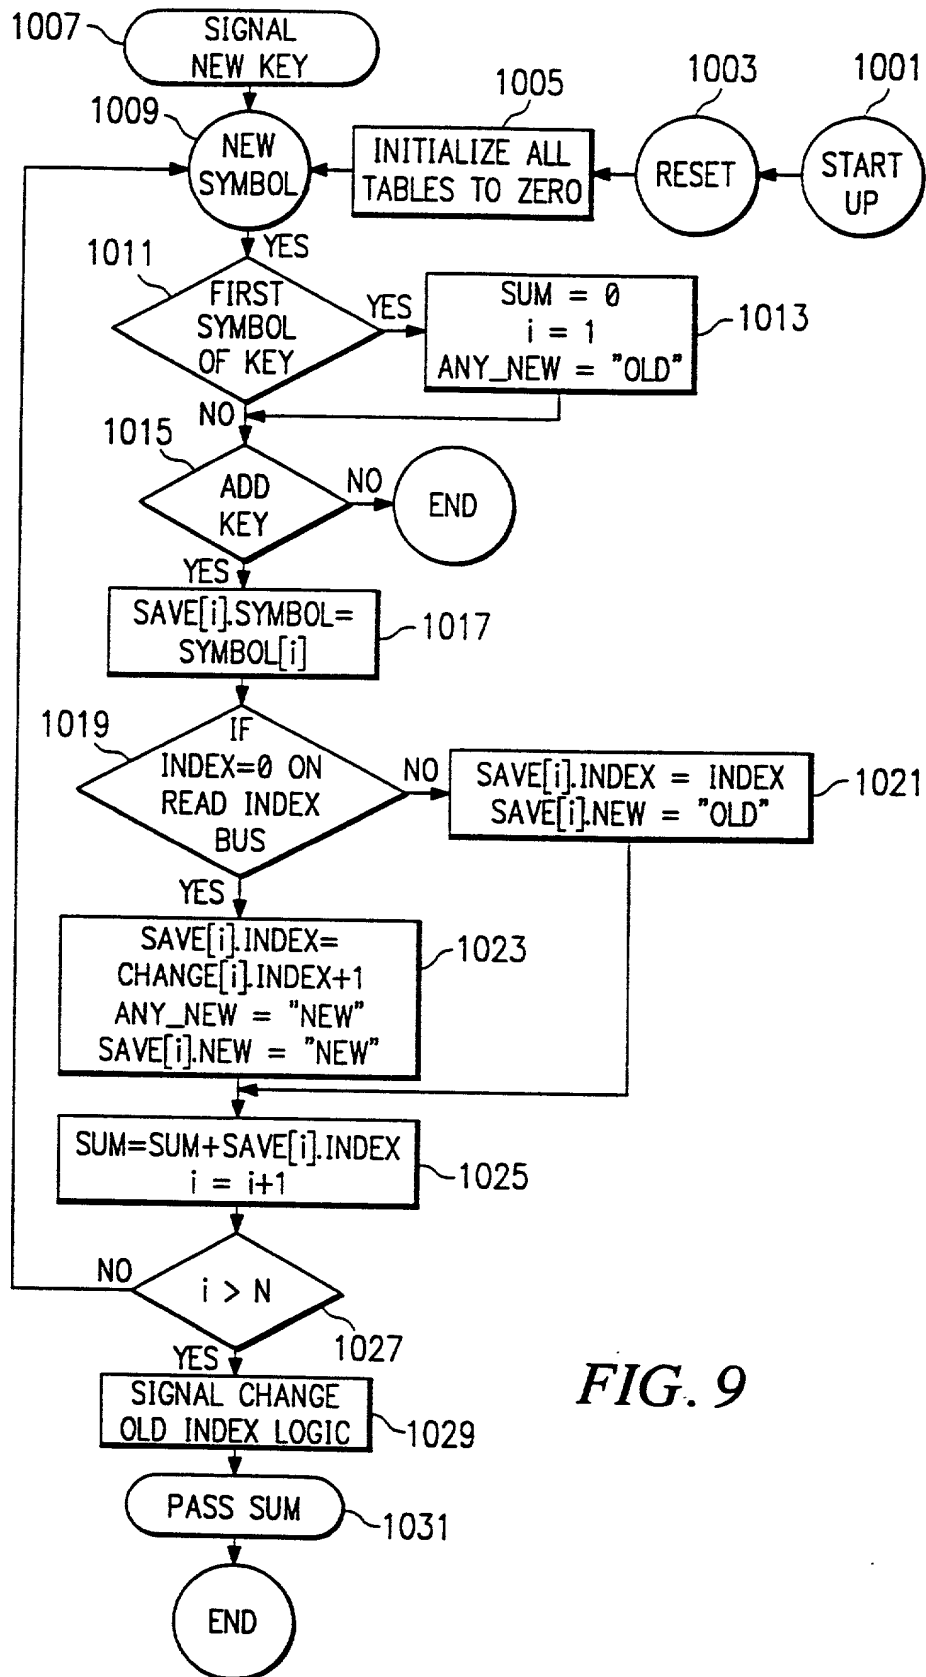 1007
SIGNAL
NEW KEY
1009
NEW
SYMBOL
1005
INITIALIZE ALL
TABLES TO ZERO
1003
RESET
1001
START
UP
YES
1011
FIRST
SYMBOL
OF KEY
YES
SUM = 0
i = 1
ANY_NEW = "OLD"
1013
NO
1015
ADD
KEY
NO
END
YES
SAVE[i].SYMBOL=
SYMBOL[i]
1017
1019
IF
INDEX=0 ON
READ INDEX
BUS
NO
SAVE[i].INDEX = INDEX
SAVE[i].NEW = "OLD"
1021
YES
SAVE[i].INDEX=
CHANGE[i].INDEX+1
ANY_NEW = "NEW"
SAVE[i].NEW = "NEW"
1023
SUM=SUM+SAVE[i].INDEX
i = i+1
1025
NO
i > N
1027
YES
SIGNAL CHANGE
OLD INDEX LOGIC
1029
PASS SUM
1031
END
FIG. 9